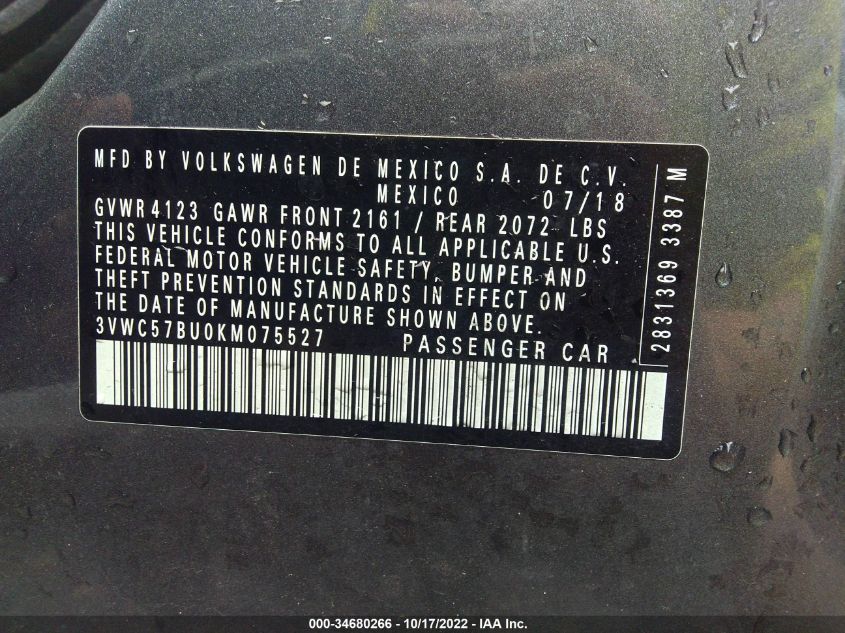 MFD BY VOLKSWAGEN DE MEXICO S.A. DE C.V.
MEXICO 07/18
GVWR 4123 GAWR FRONT 2161 / REAR 2072 LBS
THIS VEHICLE CONFORMS TO ALL APPLICABLE U.S.
FEDERAL MOTOR VEHICLE SAFETY, BUMPER AND
THEFT PREVENTION STANDARDS IN EFFECT ON
THE DATE OF MANUFACTURE SHOWN ABOVE.
3VWC57BU0KM075527 PASSENGER CAR
2831369 3387 M
000-34680266 - 10/17/2022 - IAA Inc.